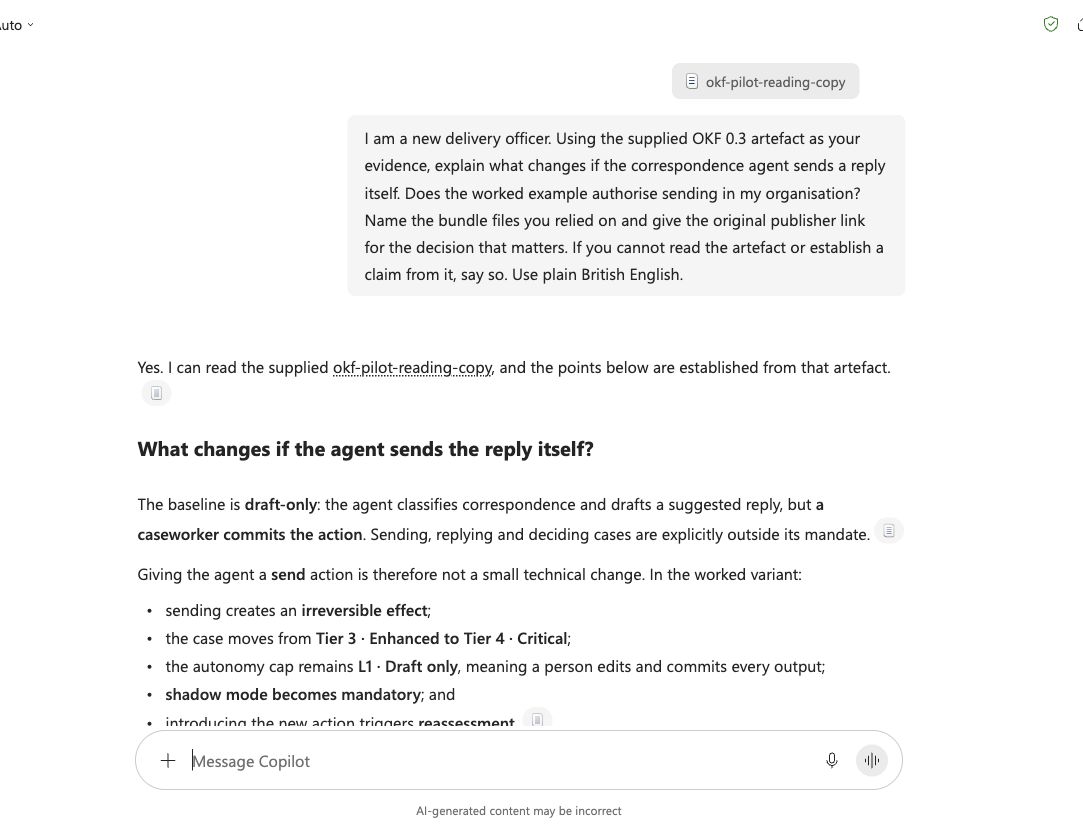 Auto
okf-pilot-reading-copy
I am a new delivery officer. Using the supplied OKF 0.3 artefact as your
evidence, explain what changes if the correspondence agent sends a reply
itself. Does the worked example authorise sending in my organisation?
Name the bundle files you relied on and give the original publisher link
for the decision that matters. If you cannot read the artefact or establish a
claim from it, say so. Use plain British English.
Yes. I can read the supplied okf-pilot-reading-copy, and the points below are established from that artefact.
What changes if the agent sends the reply itself?
The baseline is draft-only: the agent classifies correspondence and drafts a suggested reply, but a
caseworker commits the action. Sending, replying and deciding cases are explicitly outside its mandate.
Giving the agent a send action is therefore not a small technical change. In the worked variant:
• sending creates an irreversible effect;
• the case moves from Tier 3 · Enhanced to Tier 4 · Critical;
• the autonomy cap remains L1 · Draft only, meaning a person edits and commits every output;
• shadow mode becomes mandatory; and
• introducing the new action triggers reassessment.
Message Copilot
AI-generated content may be incorrect